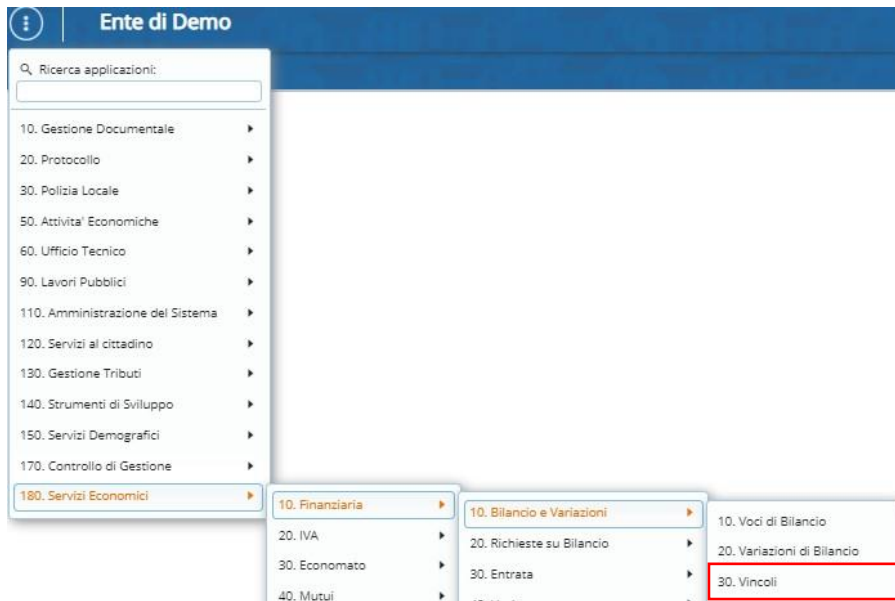 Ente di Demo
Ricerca applicazioni:
10. Gestione Documentale
20. Protocollo
30. Polizia Locale
50. Attivita' Economiche
60. Ufficio Tecnico
90. Lavori Pubblici
110. Amministrazione del Sistema
120. Servizi al cittadino
130. Gestione Tributi
140. Strumenti di Sviluppo
150. Servizi Demografici
170. Controllo di Gestione
180. Servizi Economici
10. Finanziaria
20. IVA
30. Economato
40. Mutui
10. Bilancio e Variazioni
20. Richieste su Bilancio
30. Entrata
10. Voci di Bilancio
20. Variazioni di Bilancio
30. Vincoli